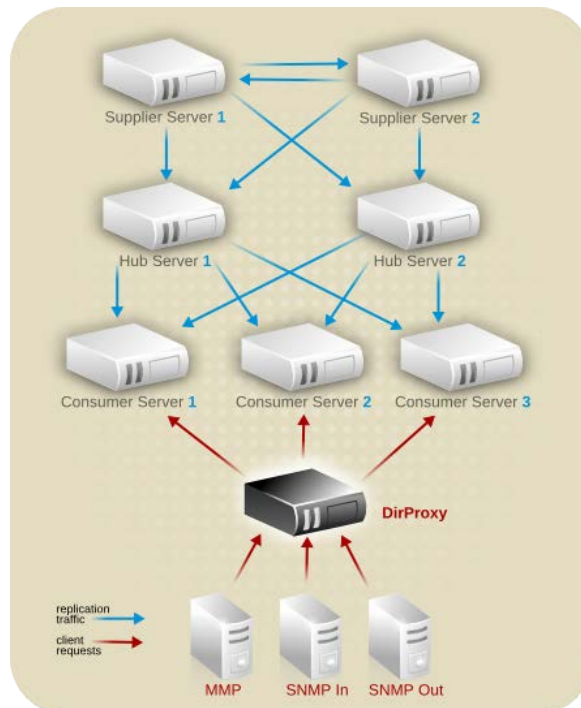 Supplier Server 1
Supplier Server 2
Hub Server 1
Hub Server 2
Consumer Server 1
Consumer Server 2
Consumer Server 3
DirProxy
replication
traffic
client
requests
MMP
SNMP In
SNMP Out